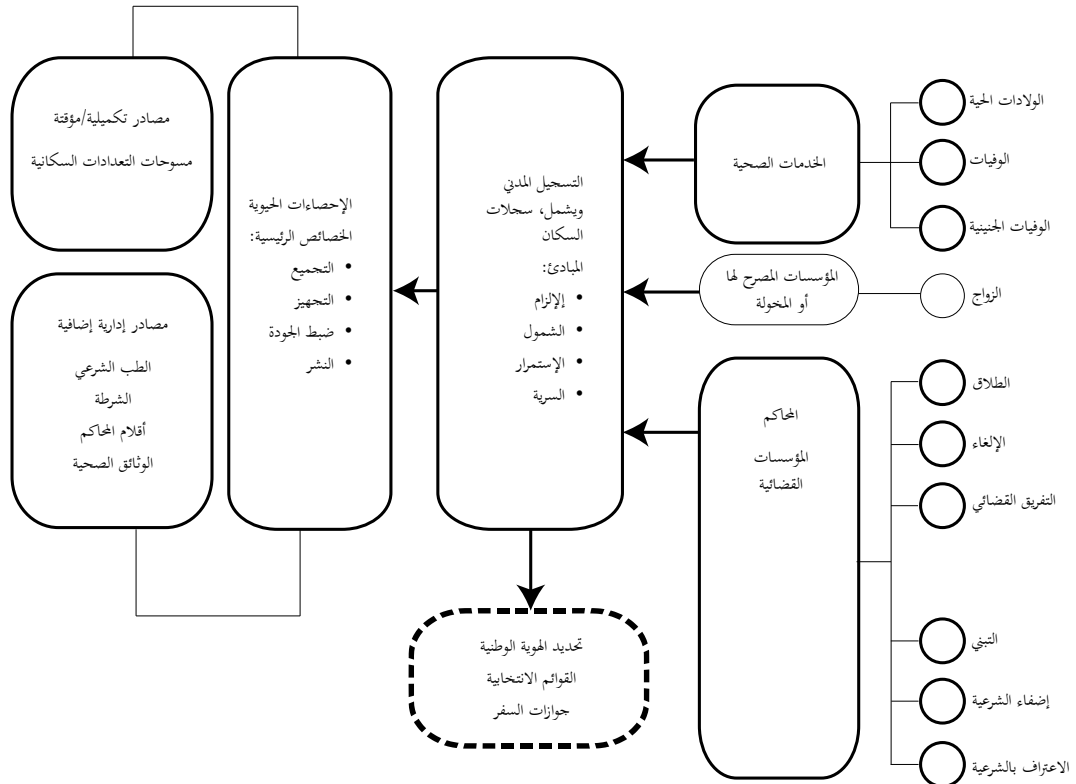 الولادات الحية
الوفيات
الوفيات الجنينية
الزواج
الطلاق
الإلغاء
التفريق القضائي
التبني
إضفاء الشرعية
الاعتراف بالشرعية
الخدمات الصحية
المؤسسات المصرح لها
أو المخولة
المحاكم
المؤسسات
القضائية
التسجيل المدني
ويشمل، سجلات
السكان
المبادئ:
• إلإلزام
• الشمول
• الإستمرار
• السرية
تحديد الهوية الوطنية
القوائم الانتخابية
جوازات السفر
الإحصاءات الحيوية
الخصائص الرئيسية:
• التجميع
• التجهيز
• ضبط الجودة
• النشر
مصادر تكميلية/مؤقتة
مسوحات التعدادات السكانية
مصادر إدارية إضافية
الطب الشرعي
الشرطة
أقلام المحاكم
الوثائق الصحية